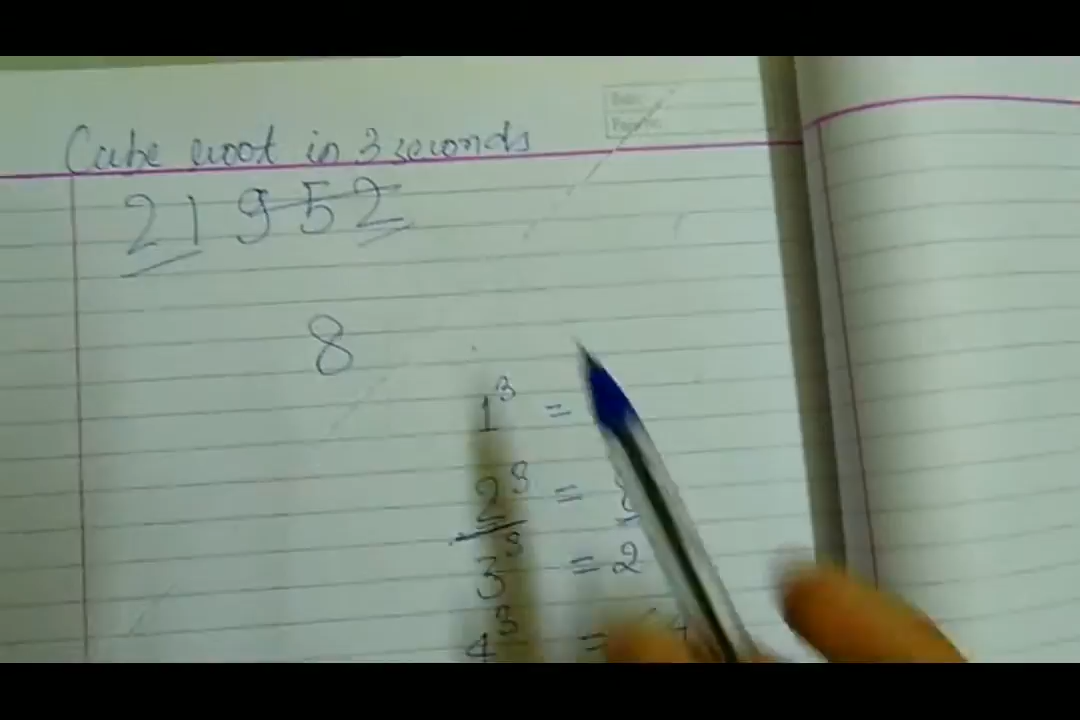 Cube root in 3 seconds
21952
8
1³ =
2³ =
3³ = 2
4³ =